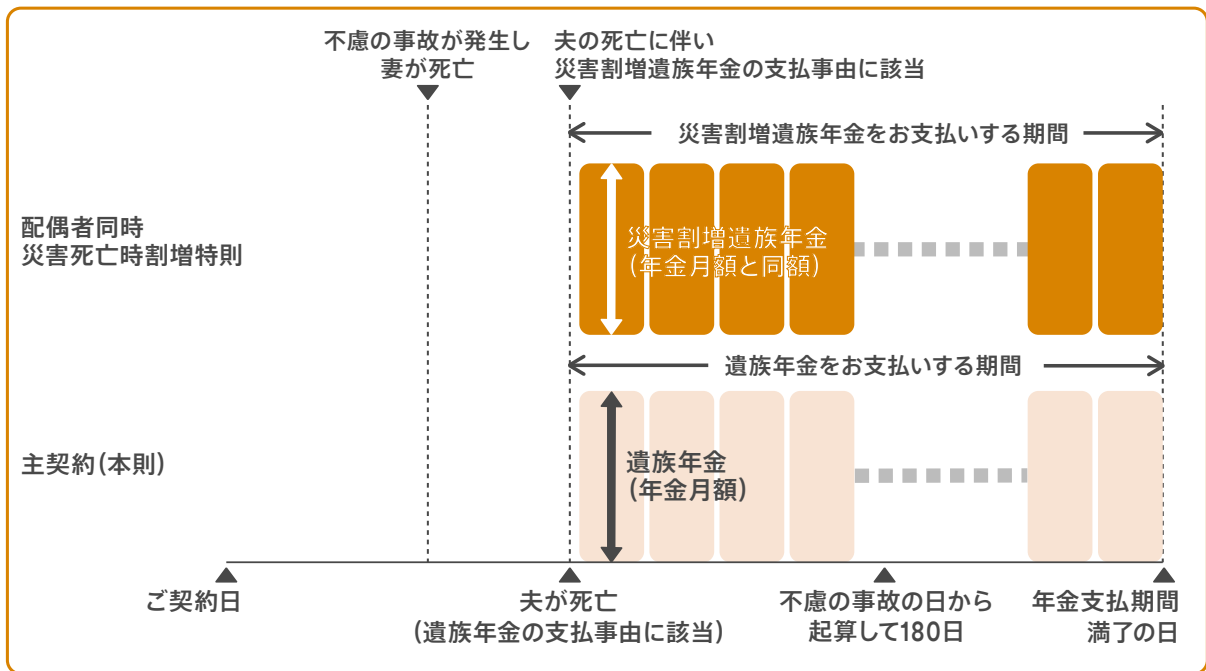 不慮の事故が発生し
妻が死亡
夫の死亡に伴い
災害割増遺族年金の支払事由に該当
災害割増遺族年金をお支払いする期間
配偶者同時
災害死亡時割増特則
災害割増遺族年金
(年金月額と同額)
遺族年金をお支払いする期間
主契約(本則)
遺族年金
(年金月額)
ご契約日
夫が死亡
(遺族年金の支払事由に該当)
不慮の事故の日から
起算して180日
年金支払期間
満了の日